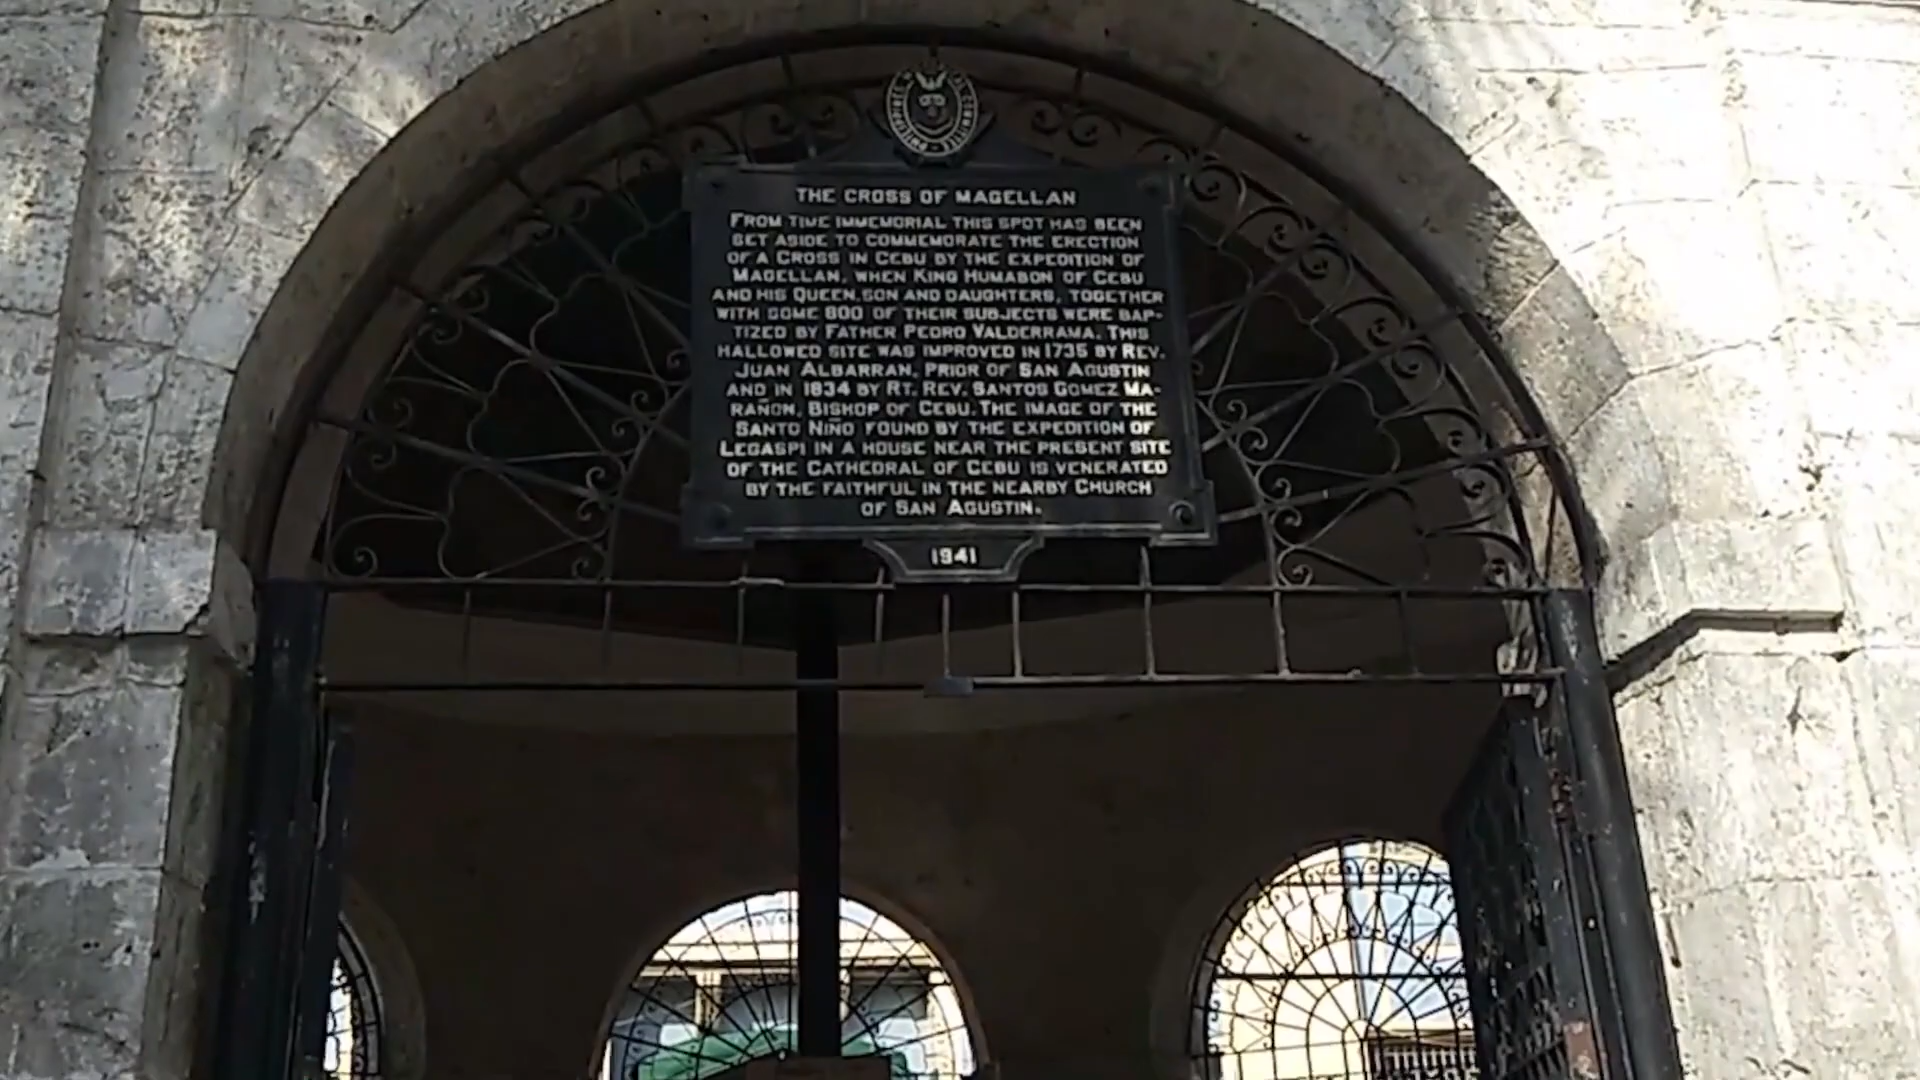 THE CROSS OF MAGELLAN
FROM TIME IMMEMORIAL THIS SPOT HAS BEEN
SET ASIDE TO COMMEMORATE THE ERECTION
OF A CROSS IN CEBU BY THE EXPEDITION OF
MAGELLAN, WHEN KING HUMABON OF CEBU
AND HIS QUEEN, SON AND DAUGHTERS, TOGETHER
WITH SOME 800 OF THEIR SUBJECTS WERE BAP-
TIZED BY FATHER PEDRO VALDERRAMA. THIS
HALLOWED SITE WAS IMPROVED IN 1735 BY REV.
JUAN ALBARRAN, PRIOR OF SAN AGUSTIN
AND IN 1834 BY RT. REV. SANTOS GOMEZ MA-
RAÑON, BISHOP OF CEBU. THE IMAGE OF THE
SANTO NIÑO FOUND BY THE EXPEDITION OF
LEGASPI IN A HOUSE NEAR THE PRESENT SITE
OF THE CATHEDRAL OF CEBU IS VENERATED
BY THE FAITHFUL IN THE NEARBY CHURCH
OF SAN AGUSTIN.
1941